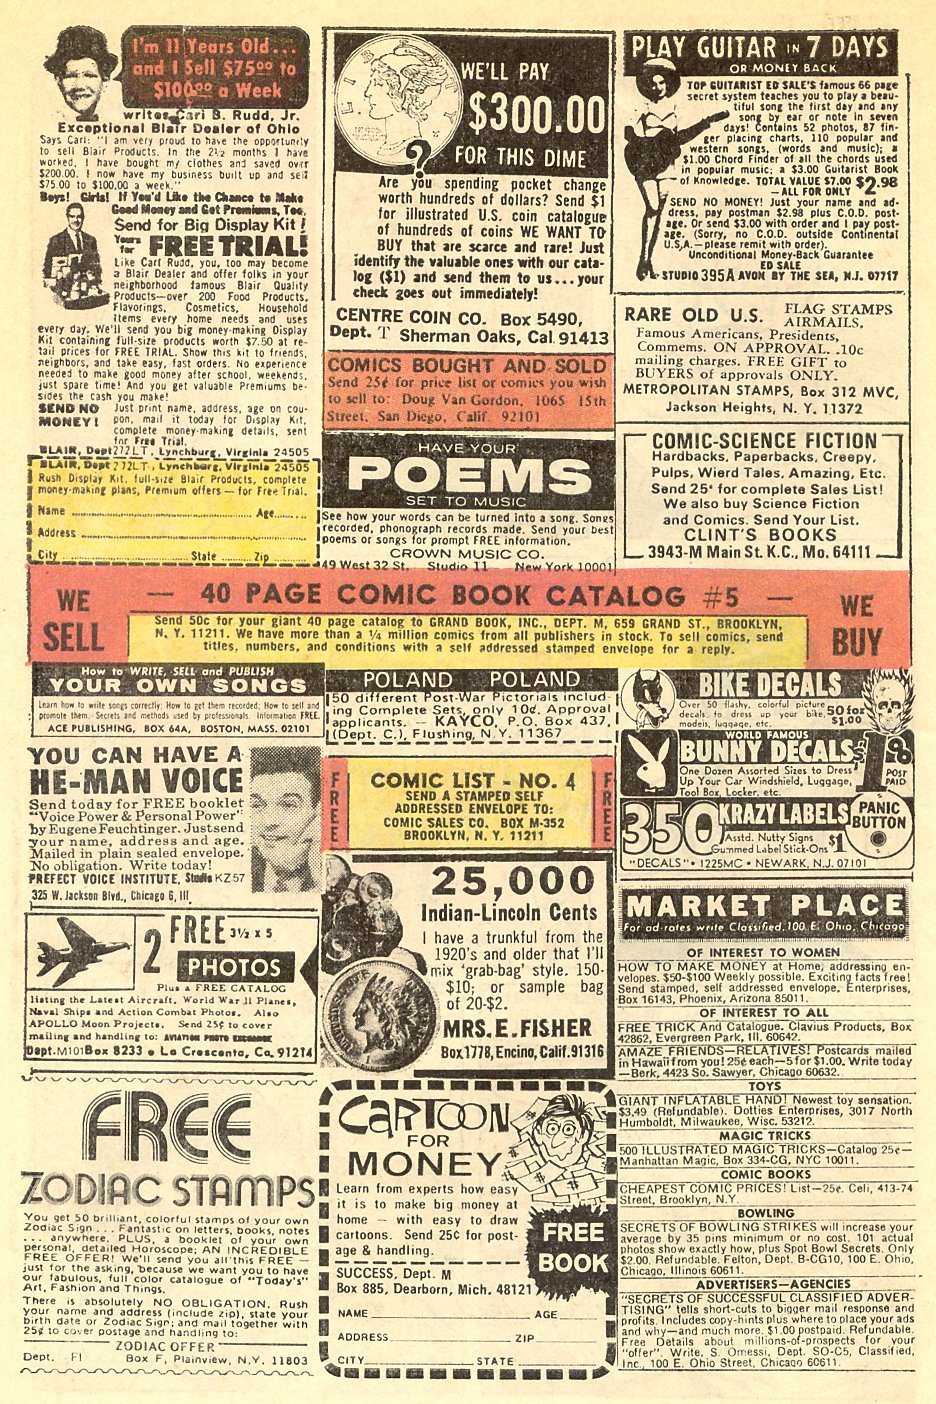 I'm 11 Years Old...
and I Sell $75⁰⁰ to
$100⁰⁰ a Week
writes Carl B. Rudd, Jr.
Exceptional Blair Dealer of Ohio
Says Carl: "I am very proud to have the opportunity
to sell Blair Products. In the 2½ months I have
worked, I have bought my clothes and saved over
$200.00. I now have my business built up and sell
$75.00 to $100.00 a week."
Boys! Girls! If You'd Like the Chance to Make
Good Money and Get Premiums, Too,
Send for Big Display Kit!
Yours for FREE TRIAL!
Like Carl Rudd, you, too may become
a Blair Dealer and offer folks in your
neighborhood famous Blair Quality
Products—over 200 Food Products,
Flavorings, Cosmetics, Household
Items every home needs and uses
every day. We'll send you big money-making Display
Kit containing full-size products worth $7.50 at re-
tail prices for FREE TRIAL. Show this kit to friends,
neighbors, and take easy, fast orders. No experience
needed to make good money after school, weekends,
just spare time! And you get valuable Premiums be-
sides the cash you make!
SEND NO MONEY! Just print name, address, age on cou-
pon, mail it today for Display Kit,
complete money-making details, sent
for Free Trial.
BLAIR, Dept 272LT, Lynchburg, Virginia 24505
BLAIR, Dept 272LT, Lynchburg, Virginia 24505
Rush Display Kit, full-size Blair Products, complete
money-making plans, Premium offers — for Free Trial.
Name Age
Address
City State Zip
LIBERTY
WE'LL PAY
$300.00
FOR THIS DIME
?
Are you spending pocket change
worth hundreds of dollars? Send $1
for illustrated U.S. coin catalogue
of hundreds of coins WE WANT TO
BUY that are scarce and rare! Just
identify the valuable ones with our cata-
log ($1) and send them to us...your
check goes out immediately!
CENTRE COIN CO. Box 5490,
Dept. T Sherman Oaks, Cal. 91413
COMICS BOUGHT AND SOLD
Send 25¢ for price list or comics you wish
to sell to: Doug Van Gordon, 1065 15th
Street, San Diego, Calif. 92101
HAVE YOUR
POEMS
SET TO MUSIC
See how your words can be turned into a song. Songs
recorded, phonograph records made. Send your best
poems or songs for prompt FREE information.
CROWN MUSIC CO.
49 West 32 St. Studio 11 New York 10001
PLAY GUITAR IN 7 DAYS
OR MONEY BACK
TOP GUITARIST ED SALE'S famous 66 page
secret system teaches you to play a beau-
tiful song the first day and any
song by ear or note in seven
days! Contains 52 photos, 87 fin-
ger placing charts, 110 popular and
western songs, (words and music); a
$1.00 Chord Finder of all the chords used
in popular music; a $3.00 Guitarist Book
of Knowledge. TOTAL VALUE $7.00 $2.98
—ALL FOR ONLY
SEND NO MONEY! Just your name and ad-
dress, pay postman $2.98 plus C.O.D. post-
age. Or send $3.00 with order and I pay post-
age. (Sorry, no C.O.D. outside Continental
U.S.A.—please remit with order).
Unconditional Money-Back Guarantee
ED SALE
STUDIO 395A AVON BY THE SEA, N.J. 07717
RARE OLD U.S. FLAG STAMPS
AIRMAILS,
Famous Americans, Presidents,
Commems. ON APPROVAL. .10c
mailing charges. FREE GIFT to
BUYERS of approvals ONLY.
METROPOLITAN STAMPS, Box 312 MVC,
Jackson Heights, N. Y. 11372
COMIC-SCIENCE FICTION
Hardbacks, Paperbacks, Creepy,
Pulps, Wierd Tales, Amazing, Etc.
Send 25¢ for complete Sales List!
We also buy Science Fiction
and Comics. Send Your List.
CLINT'S BOOKS
3943-M Main St. K.C., Mo. 64111
WE SELL
— 40 PAGE COMIC BOOK CATALOG #5 —
Send 50c for your giant 40 page catalog to GRAND BOOK, INC., DEPT. M, 659 GRAND ST., BROOKLYN,
N. Y. 11211. We have more than a ¼ million comics from all publishers in stock. To sell comics, send
titles, numbers, and conditions with a self addressed stamped envelope for a reply.
WE BUY
How to WRITE, SELL and PUBLISH
YOUR OWN SONGS
Learn how to write songs correctly; How to get them recorded; How to sell and
promote them. Secrets and methods used by professionals. Information FREE.
ACE PUBLISHING, BOX 64A, BOSTON, MASS. 02101
YOU CAN HAVE A
HE-MAN VOICE
Send today for FREE booklet
"Voice Power & Personal Power"
by Eugene Feuchtinger. Just send
your name, address and age.
Mailed in plain sealed envelope.
No obligation. Write today!
PREFECT VOICE INSTITUTE, Studio KZ57
325 W. Jackson Blvd., Chicago 6, Ill.
2 FREE 3½ x 5
PHOTOS
Plus a FREE CATALOG
listing the Latest Aircraft, World War II Planes,
Naval Ships and Action Combat Photos. Also
APOLLO Moon Projects. Send 25¢ to cover
mailing and handling to: AVIATION PHOTO EXCHANGE
Dept. M101 Box 8233 • La Crescenta, Ca. 91214
FREE
ZODIAC STAMPS
You get 50 brilliant, colorful stamps of your own
Zodiac Sign... Fantastic on letters, books, notes
... anywhere. PLUS, a booklet of your own
personal, detailed Horoscope; AN INCREDIBLE
FREE OFFER! We'll send you all this FREE —
just for the asking, because we want you to have
our fabulous, full color catalogue of "Today's"
Art, Fashion and Things.
There is absolutely NO OBLIGATION. Rush
your name and address (include zip), state your
birth date or Zodiac Sign; and mail together with
25¢ to cover postage and handling to:
ZODIAC OFFER
Dept. F1 Box F, Plainview, N.Y. 11803
POLAND POLAND
50 different Post-War Pictorials includ-
ing Complete Sets, only 10¢. Approval
applicants. — KAYCO, P.O. Box 437,
(Dept. C.), Flushing, N.Y. 11367
FREE
COMIC LIST - NO. 4
SEND A STAMPED SELF
ADDRESSED ENVELOPE TO:
COMIC SALES CO. BOX M-352
BROOKLYN, N. Y. 11211
FREE
25,000
Indian-Lincoln Cents
I have a trunkful from the
1920's and older that I'll
mix 'grab-bag' style. 150-
$10; or sample bag
of 20-$2.
MRS. E. FISHER
Box 1778, Encino, Calif. 91316
CARTOON
FOR
MONEY
Learn from experts how easy
it is to make big money at
home — with easy to draw
cartoons. Send 25¢ for post-
age & handling.
FREE BOOK
SUCCESS, Dept. M
Box 885, Dearborn, Mich. 48121
NAME AGE
ADDRESS ZIP
CITY STATE
BIKE DECALS
Over 50 flashy, colorful picture
decals to dress up your bike,
models, luggage, etc. 50 for $1.00
WORLD FAMOUS
BUNNY DECALS
One Dozen Assorted Sizes to Dress
Up Your Car Windshield, Luggage,
Tool Box, Locker, etc.
$1 POST PAID
350 KRAZY LABELS
Asstd. Nutty Signs
Gummed Label Stick-Ons $1
PANIC BUTTON
"DECALS" • 1225MC • NEWARK, N.J. 07101
MARKET PLACE
For ad rates write Classified, 100 E. Ohio, Chicago
OF INTEREST TO WOMEN
HOW TO MAKE MONEY at Home, addressing en-
velopes. $50-$100 Weekly possible. Exciting facts free!
Send stamped, self addressed envelope. Enterprises,
Box 16143, Phoenix, Arizona 85011.
OF INTEREST TO ALL
FREE TRICK And Catalogue. Clavius Products, Box
42862, Evergreen Park, Ill. 60642.
AMAZE FRIENDS—RELATIVES! Postcards mailed
in Hawaii from you! 25¢ each—5 for $1.00. Write today
—Berk, 4423 So. Sawyer, Chicago 60632.
TOYS
GIANT INFLATABLE HAND! Newest toy sensation.
$3.49 (Refundable). Dotties Enterprises, 3017 North
Humboldt, Milwaukee, Wisc. 53212.
MAGIC TRICKS
500 ILLUSTRATED MAGIC TRICKS—Catalog 25¢—
Manhattan Magic, Box 334-CG, NYC 10011.
COMIC BOOKS
CHEAPEST COMIC PRICES! List—25¢. Celi, 413-74
Street, Brooklyn, N.Y.
BOWLING
SECRETS OF BOWLING STRIKES will increase your
average by 35 pins minimum or no cost. 101 actual
photos show exactly how, plus Spot Bowl Secrets. Only
$2.00. Refundable. Felton, Dept. B-CG10, 100 E. Ohio,
Chicago, Illinois 60611.
ADVERTISERS—AGENCIES
"SECRETS OF SUCCESSFUL CLASSIFIED ADVER-
TISING" tells short-cuts to bigger mail response and
profits. Includes copy-hints plus where to place your ads
and why—and much more. $1.00 postpaid. Refundable.
Free Details about millions-of-prospects for your
"offer". Write, S. Omessi, Dept. SO-C5, Classified,
Inc., 100 E. Ohio Street, Chicago 60611.